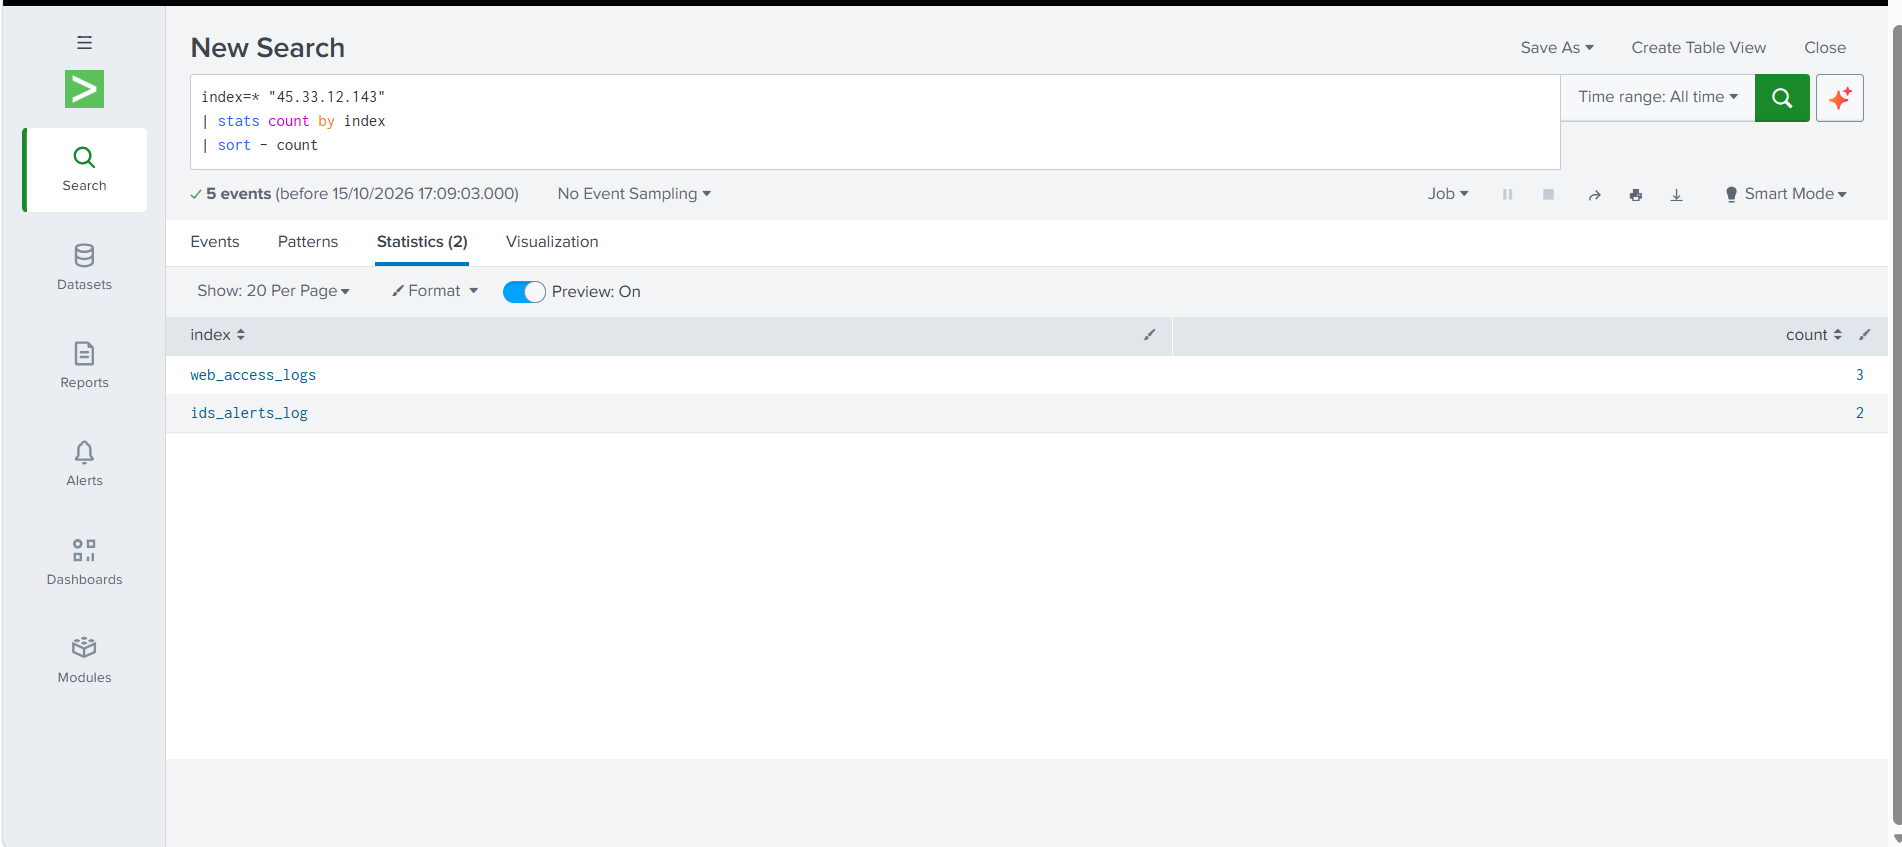 New Search
Save As
Create Table View
Close
index=* "45.33.12.143"
| stats count by index
| sort - count
Time range: All time
Search
5 events (before 15/10/2026 17:09:03.000)
No Event Sampling
Job
Smart Mode
Events
Patterns
Statistics (2)
Visualization
Datasets
Show: 20 Per Page
Format
Preview: On
index
count
web_access_logs
3
Reports
ids_alerts_log
2
Alerts
Dashboards
Modules